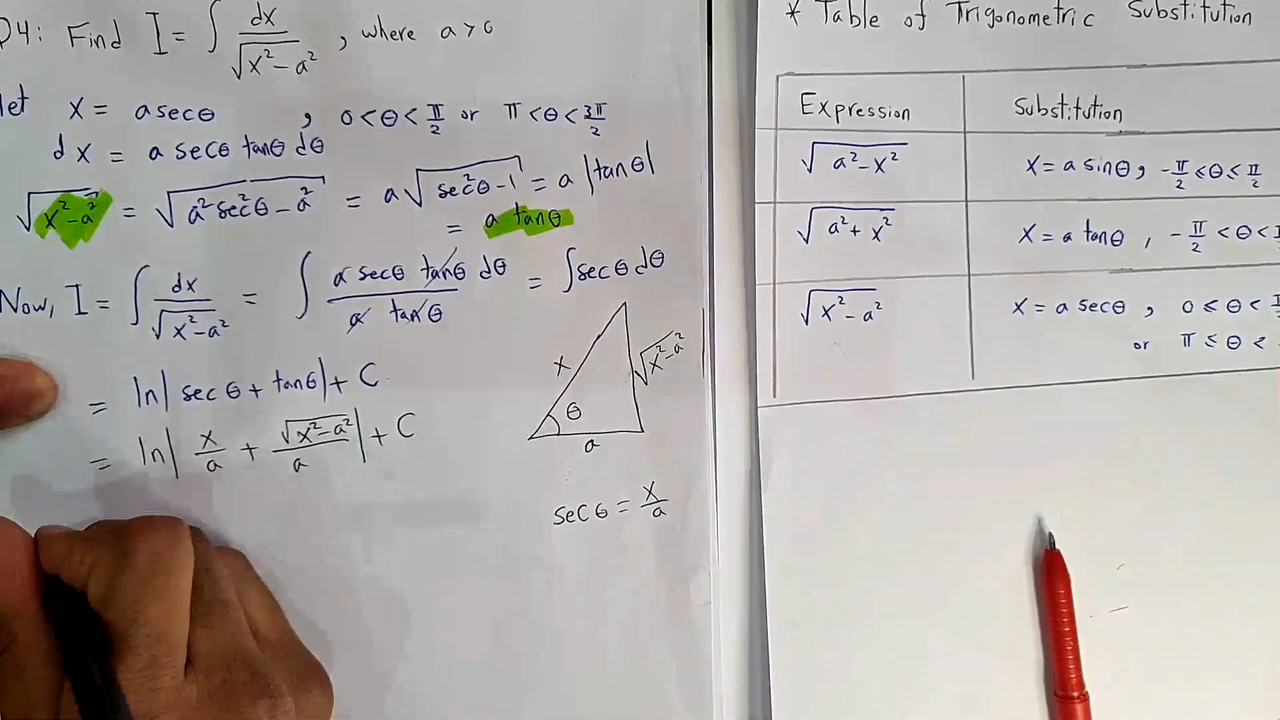 Q4: Find I = ∫ dx / √(x² − a²) , where a > 0
let x = a secθ , 0 < θ < π/2 or π < θ < 3π/2
dx = a secθ tanθ dθ
√(x² − a²) = √(a² sec²θ − a²) = a √(sec²θ − 1) = a |tanθ|
= a tanθ
Now, I = ∫ dx / √(x² − a²) = ∫ a secθ tanθ dθ / a tanθ = ∫ secθ dθ
= ln| secθ + tanθ | + C
= ln| x/a + √(x² − a²)/a | + C
x
√(x² − a²)
θ
a
secθ = x/a
* Table of Trigonometric Substitution
Expression Substitution
√(a² − x²) x = a sinθ, −π/2 < θ < π/2
√(a² + x²) x = a tanθ , −π/2 < θ <
√(x² − a²) x = a secθ , 0 ≤ θ <
or π ≤ θ <